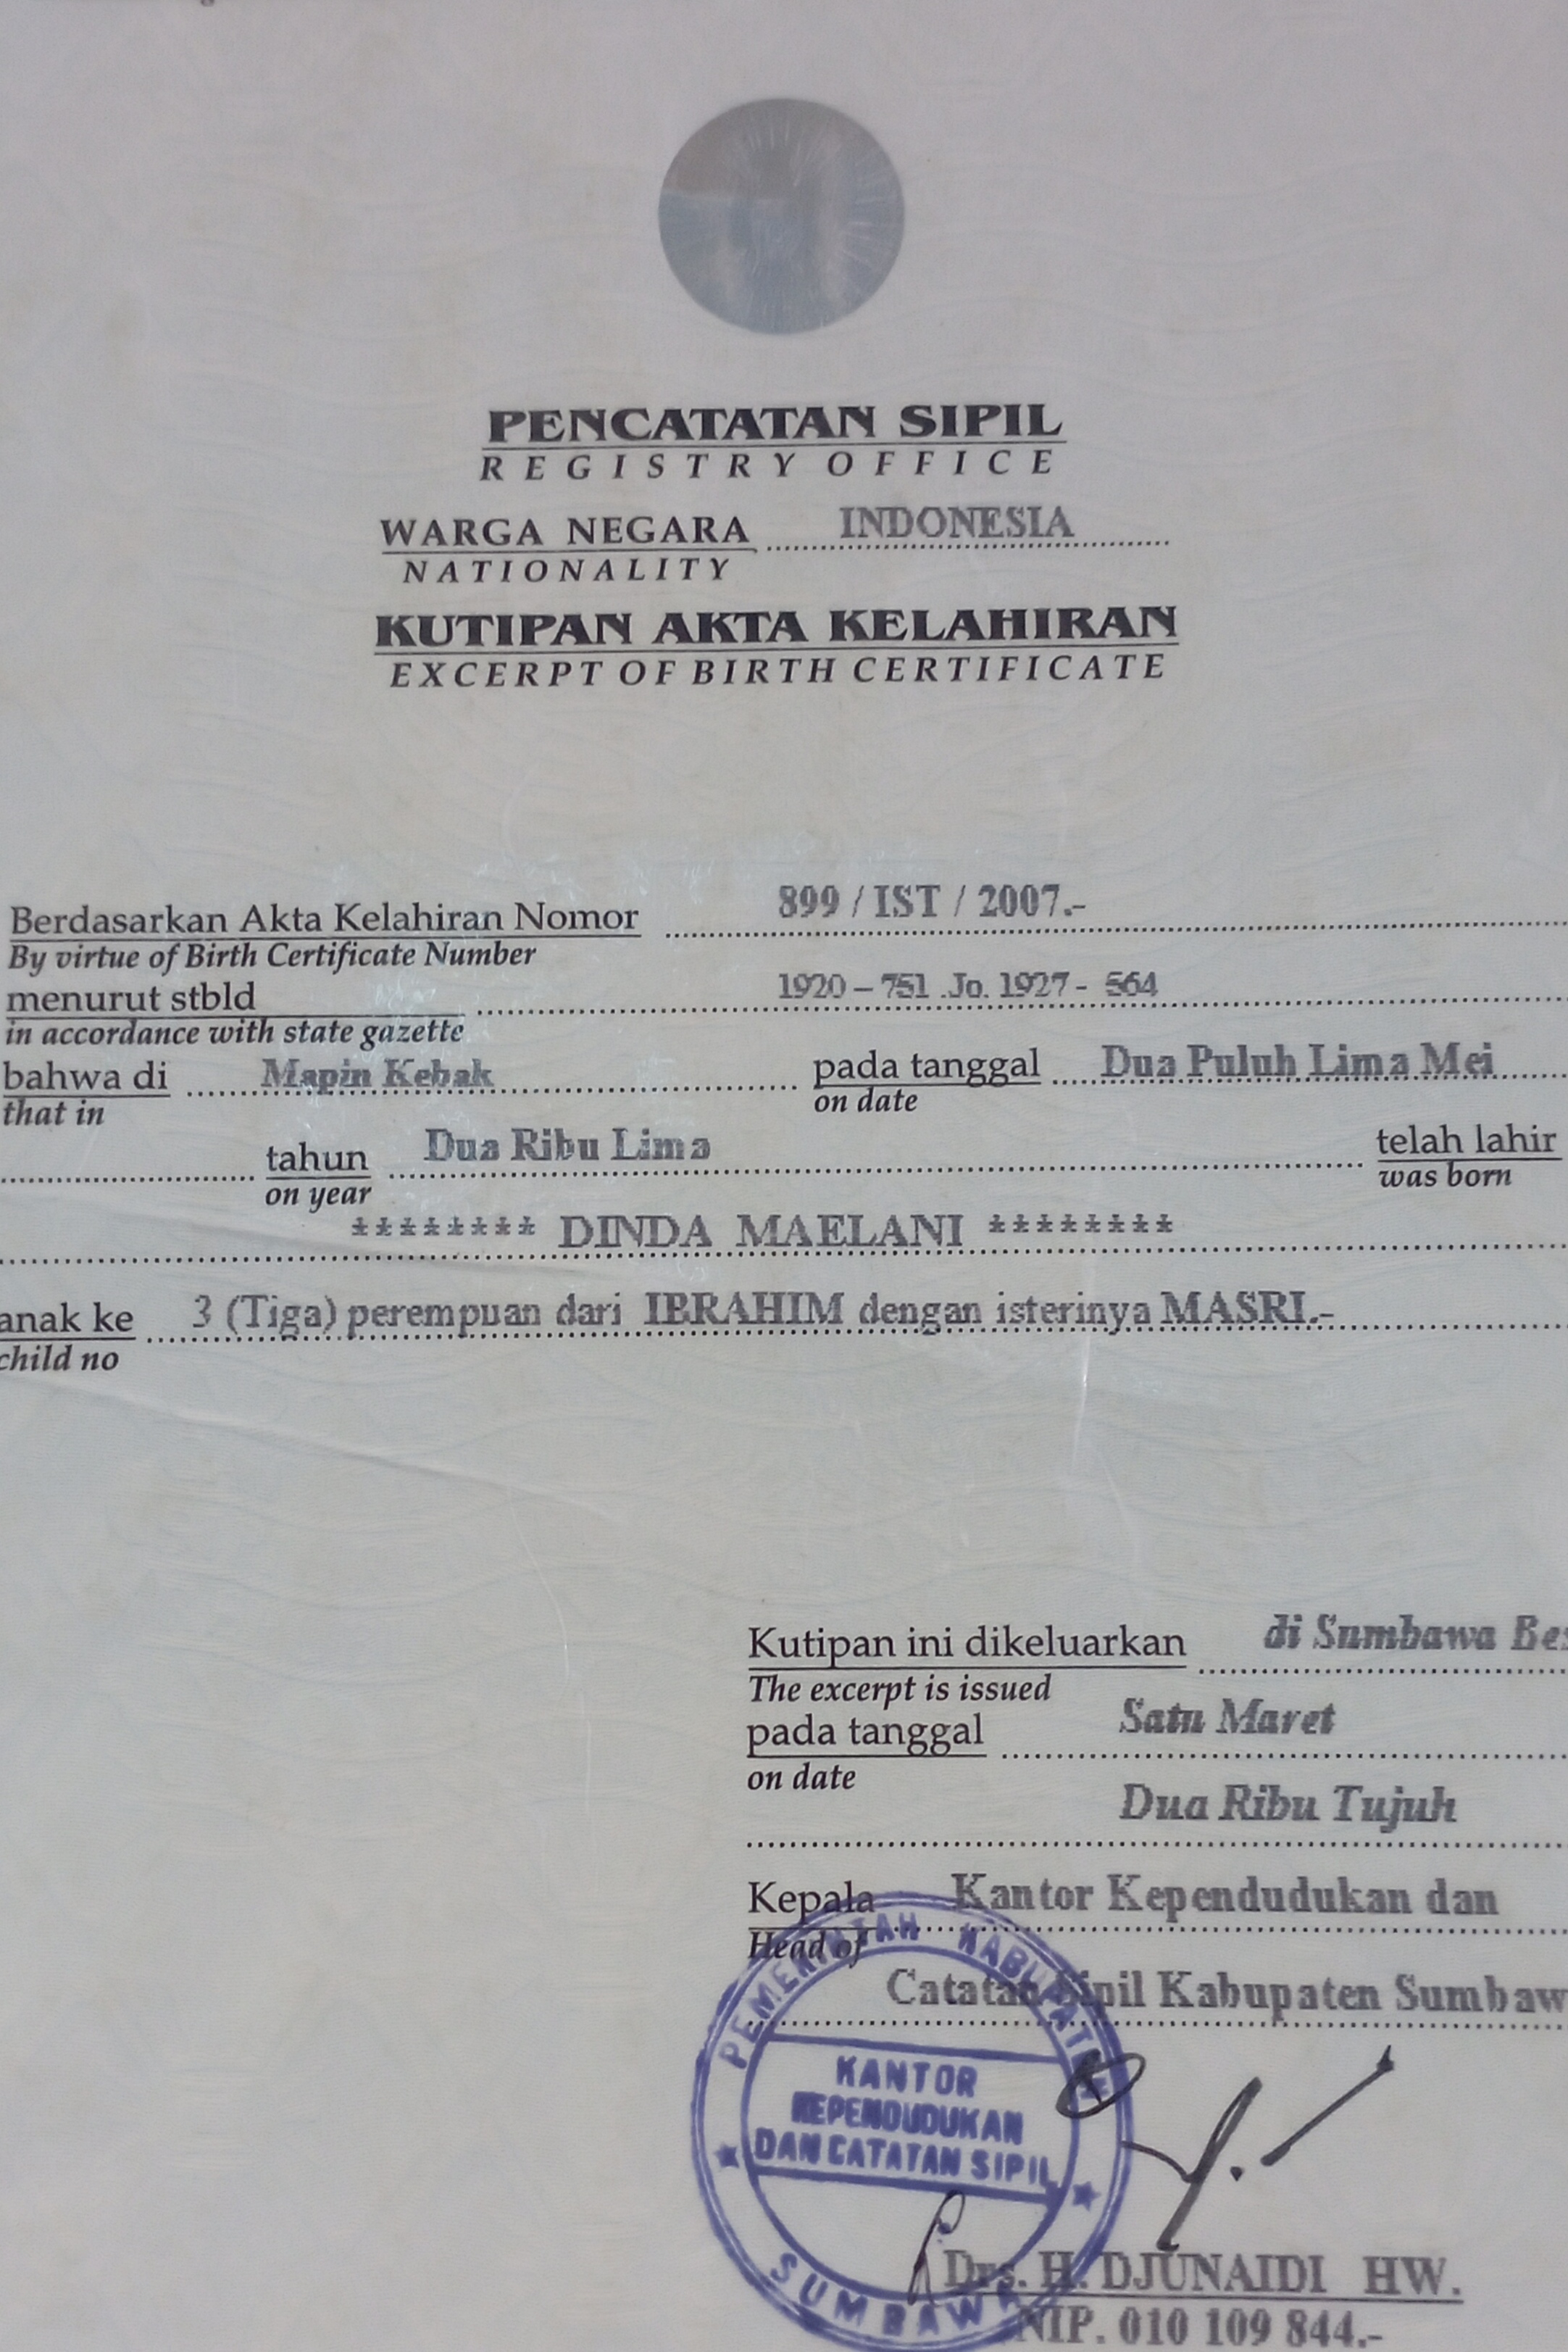 PENCATATAN SIPIL
REGISTRY OFFICE
WARGA NEGARA INDONESIA
NATIONALITY
KUTIPAN AKTA KELAHIRAN
EXCERPT OF BIRTH CERTIFICATE
Berdasarkan Akta Kelahiran Nomor 899 / IST / 2007.-
By virtue of Birth Certificate Number
menurut stbld 1920 – 751 .Jo. 1927 - 564
in accordance with state gazette
bahwa di Mapin Kebak pada tanggal Dua Puluh Lima Mei
that in on date
tahun Dua Ribu Lima telah lahir
on year was born
******** DINDA MAELANI ********
anak ke 3 (Tiga) perempuan dari IBRAHIM dengan isterinya MASRI.-
child no
Kutipan ini dikeluarkan di Sumbawa Bes
The excerpt is issued
pada tanggal Satu Maret
on date
Dua Ribu Tujuh
Kepala Kantor Kependudukan dan
Head of
Catatan Sipil Kabupaten Sumbaw
PEMERINTAH KABUPATEN
KANTOR
KEPENDUDUKAN
DAN CATATAN SIPIL
SUMBAWA
Drs. H. DJUNAIDI HW.
NIP. 010 109 844.-